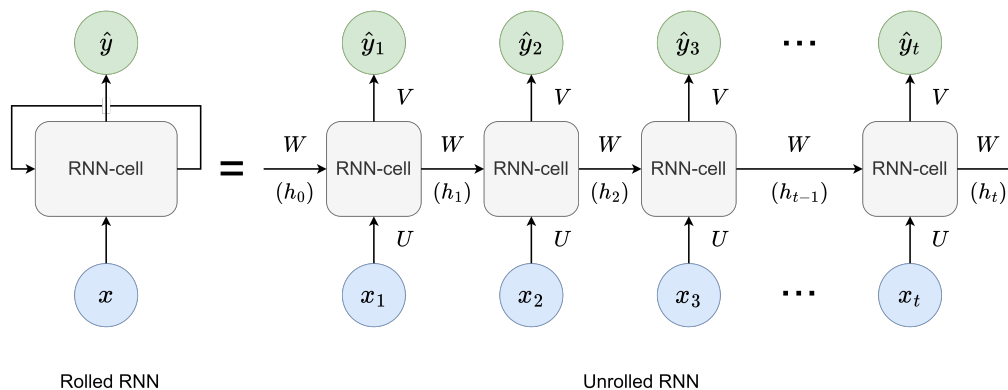 ŷ ŷ₁ ŷ₂ ŷ₃ ... ŷₜ
V V V V
W W W W W
RNN-cell = RNN-cell RNN-cell RNN-cell RNN-cell
(h₀) (h₁) (h₂) (hₜ₋₁) (hₜ)
U U U U
x x₁ x₂ x₃ ... xₜ
Rolled RNN Unrolled RNN